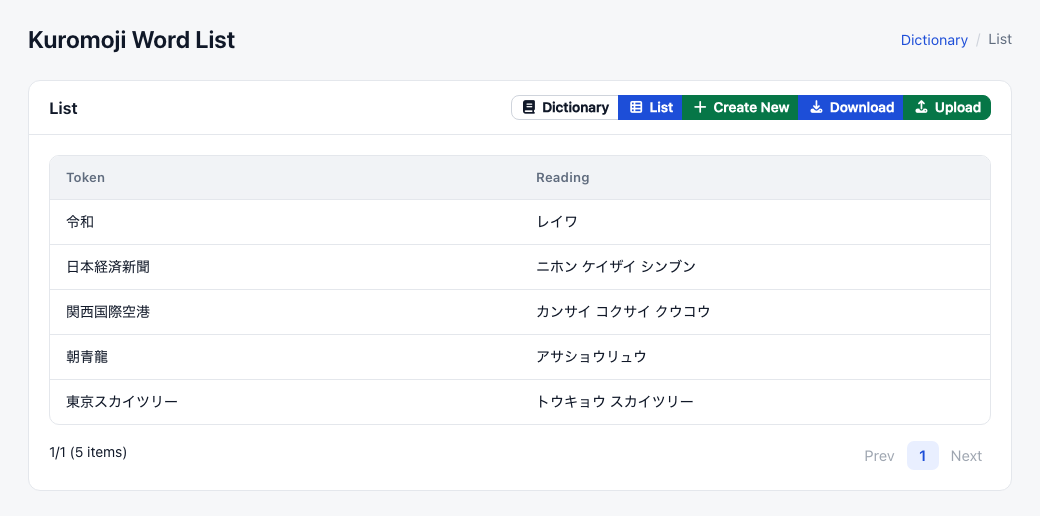 Kuromoji Word List
Dictionary / List
List
Dictionary List Create New Download Upload
Token Reading
令和 レイワ
日本経済新聞 ニホン ケイザイ シンブン
関西国際空港 カンサイ コクサイ クウコウ
朝青龍 アサショウリュウ
東京スカイツリー トウキョウ スカイツリー
1/1 (5 items)
Prev 1 Next